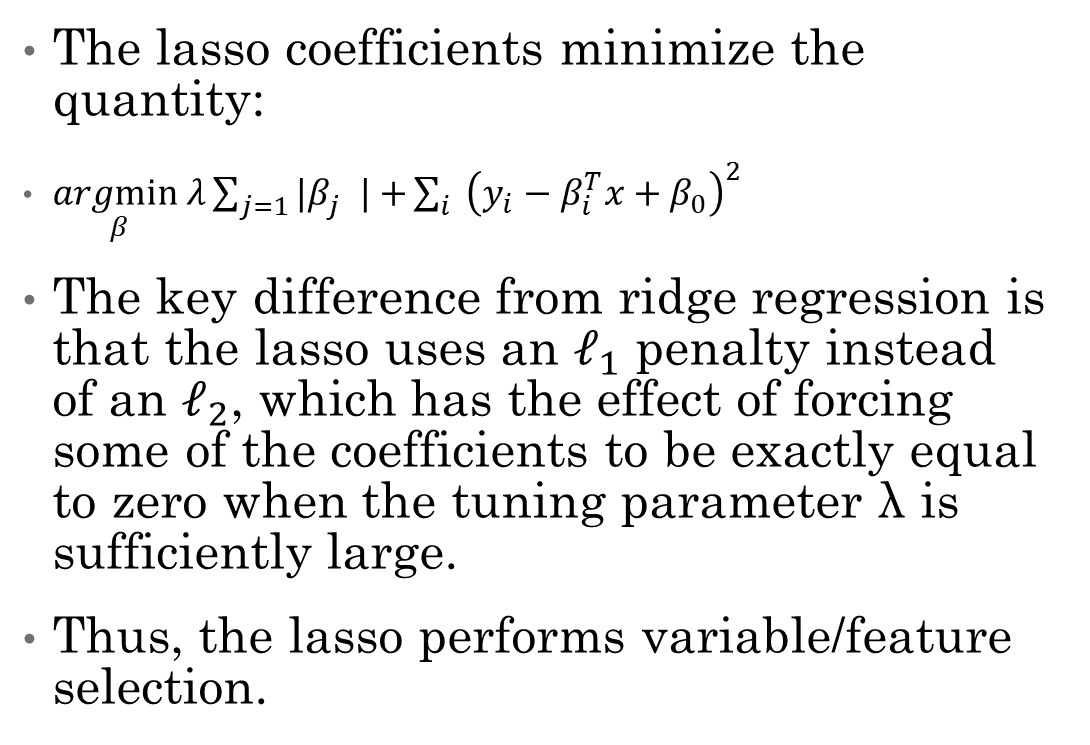 • The lasso coefficients minimize the
quantity:
• argmin λ∑ⱼ₌₁|βⱼ | + ∑ᵢ (yᵢ − βᵢᵀx + β₀)²
β
• The key difference from ridge regression is
that the lasso uses an ℓ₁ penalty instead
of an ℓ₂, which has the effect of forcing
some of the coefficients to be exactly equal
to zero when the tuning parameter λ is
sufficiently large.
• Thus, the lasso performs variable/feature
selection.